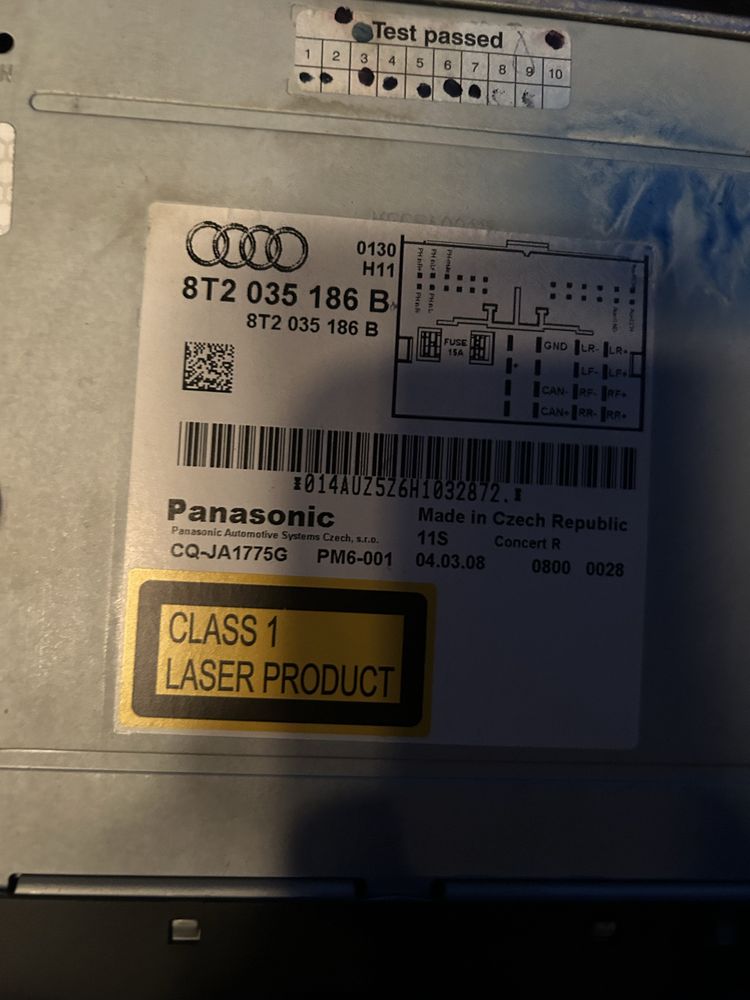 Test passed
1 2 3 4 5 6 7 8 9 10
0130
H11
8T2 035 186 B
8T2 035 186 B
FUSE
15A
GND LR- LR+
+ LF- LF+
CAN- RF- RF+
CAN+ RR- RR+
*014AUZ5Z6H1032872.*
Panasonic
Made in Czech Republic
Panasonic Automotive Systems Czech, s.r.o.
11S Concert R
CQ-JA1775G PM6-001 04.03.08 0800 0028
CLASS 1
LASER PRODUCT